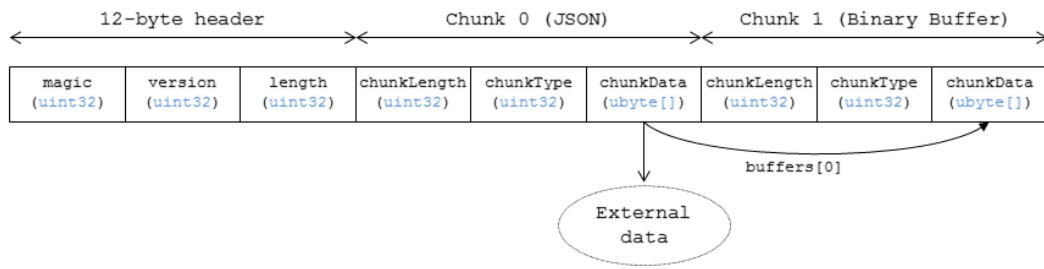 12-byte header
Chunk 0 (JSON)
Chunk 1 (Binary Buffer)
magic
(uint32)
version
(uint32)
length
(uint32)
chunkLength
(uint32)
chunkType
(uint32)
chunkData
(ubyte[])
chunkLength
(uint32)
chunkType
(uint32)
chunkData
(ubyte[])
buffers[0]
External
data